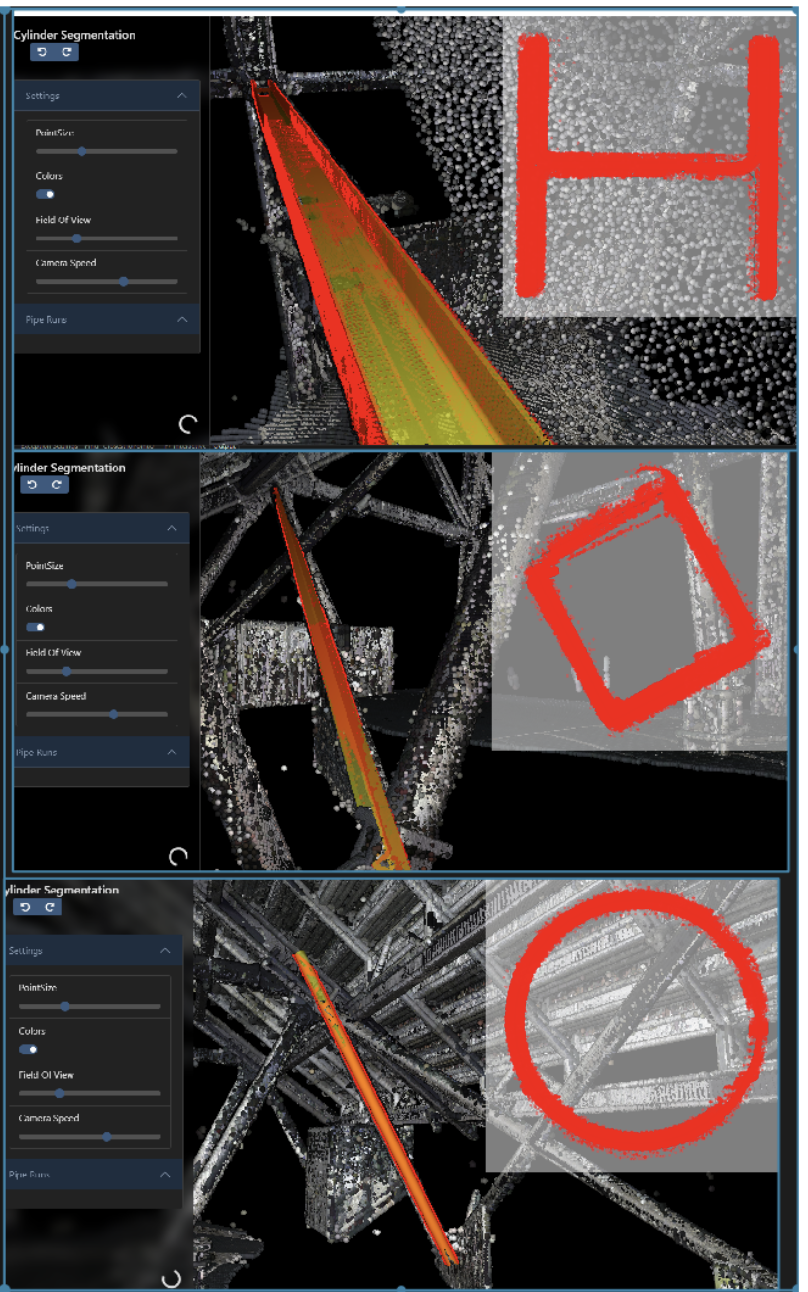 Cylinder Segmentation
Settings
PointSize
Colors
Field Of View
Camera Speed
Pipe Runs
ylinder Segmentation
Settings
PointSize
Colors
Field Of View
Camera Speed
Pipe Runs
ylinder Segmentation
Settings
PointSize
Colors
Field Of View
Camera Speed
Pipe Runs